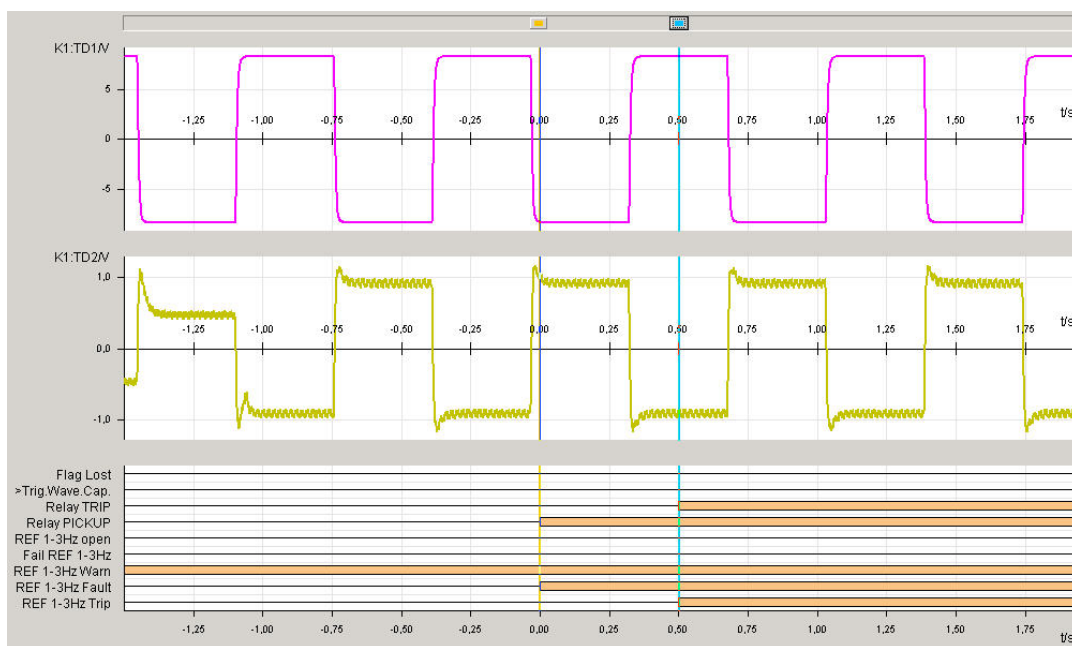 K1:TD1/V
5
-1,25 -1,00 -0,75 -0,50 -0,25 0,00 0,25 0,50 0,75 1,00 1,25 1,50 1,75 t/s
0
-5
K1:TD2/V
1,0
-1,25 -1,00 -0,75 -0,50 -0,25 0,00 0,25 0,50 0,75 1,00 1,25 1,50 1,75 t/s
0,0
-1,0
Flag Lost
>Trig.Wave.Cap.
Relay TRIP
Relay PICKUP
REF 1-3Hz open
Fail REF 1-3Hz
REF 1-3Hz Warn
REF 1-3Hz Fault
REF 1-3Hz Trip
-1,25 -1,00 -0,75 -0,50 -0,25 0,00 0,25 0,50 0,75 1,00 1,25 1,50 1,75 t/s